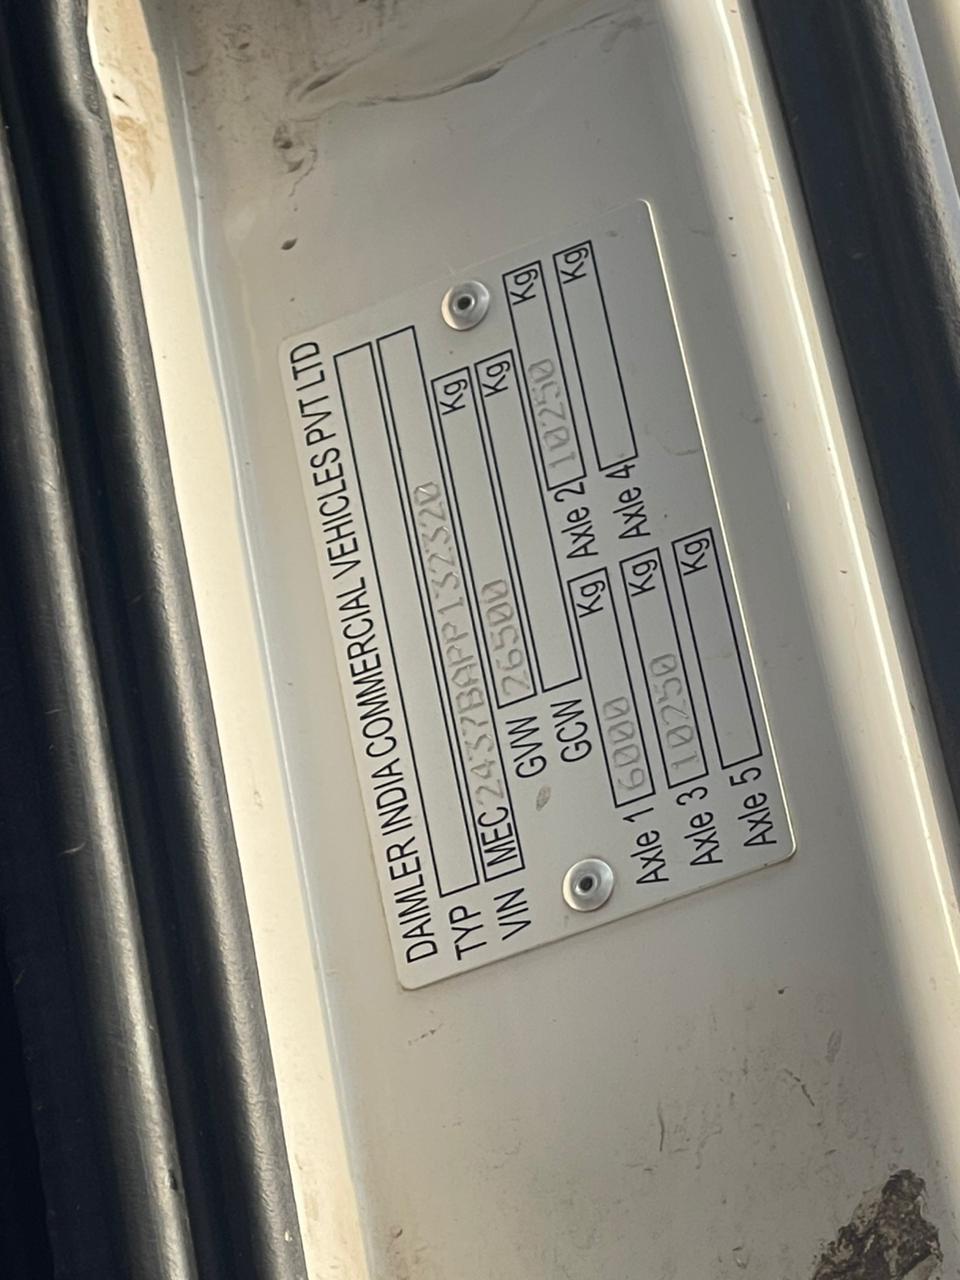 DAIMLER INDIA COMMERCIAL VEHICLES PVT LTD
TYP
VIN MEC2437BAPP132320
GVW 26500 Kg
GCW Kg
Axle 1 6000 Kg Axle 2 10250 Kg
Axle 3 10250 Kg Axle 4 Kg
Axle 5 Kg